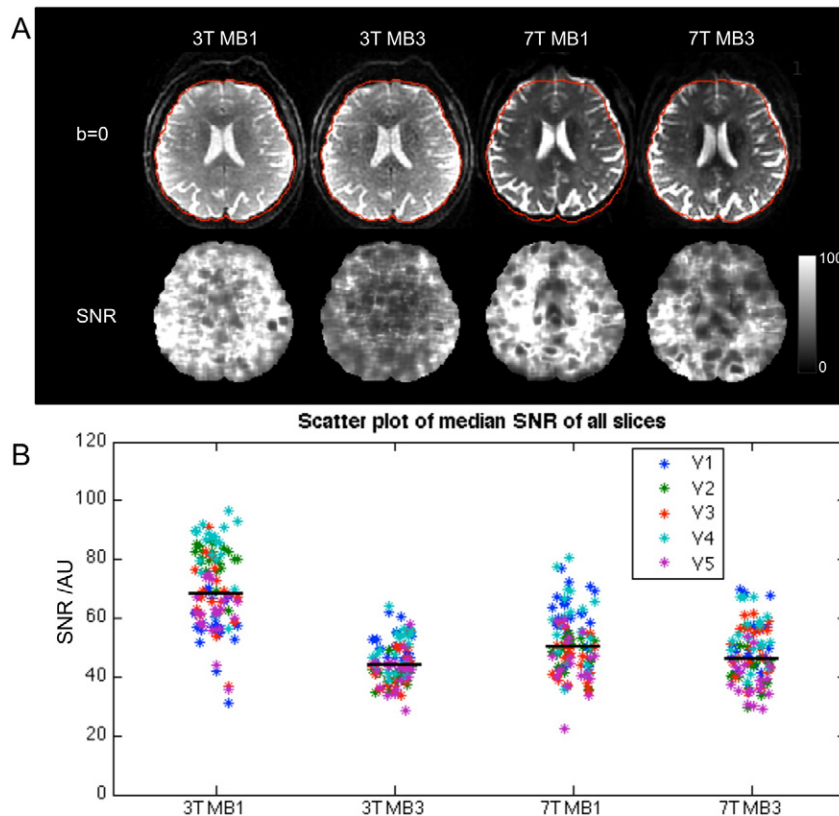 A
3T MB1 3T MB3 7T MB1 7T MB3
1
b=0
100
SNR
0
Scatter plot of median SNR of all slices
B
120
100
80
60
40
20
0
SNR /AU
V1
V2
V3
V4
V5
3T MB1 3T MB3 7T MB1 7T MB3